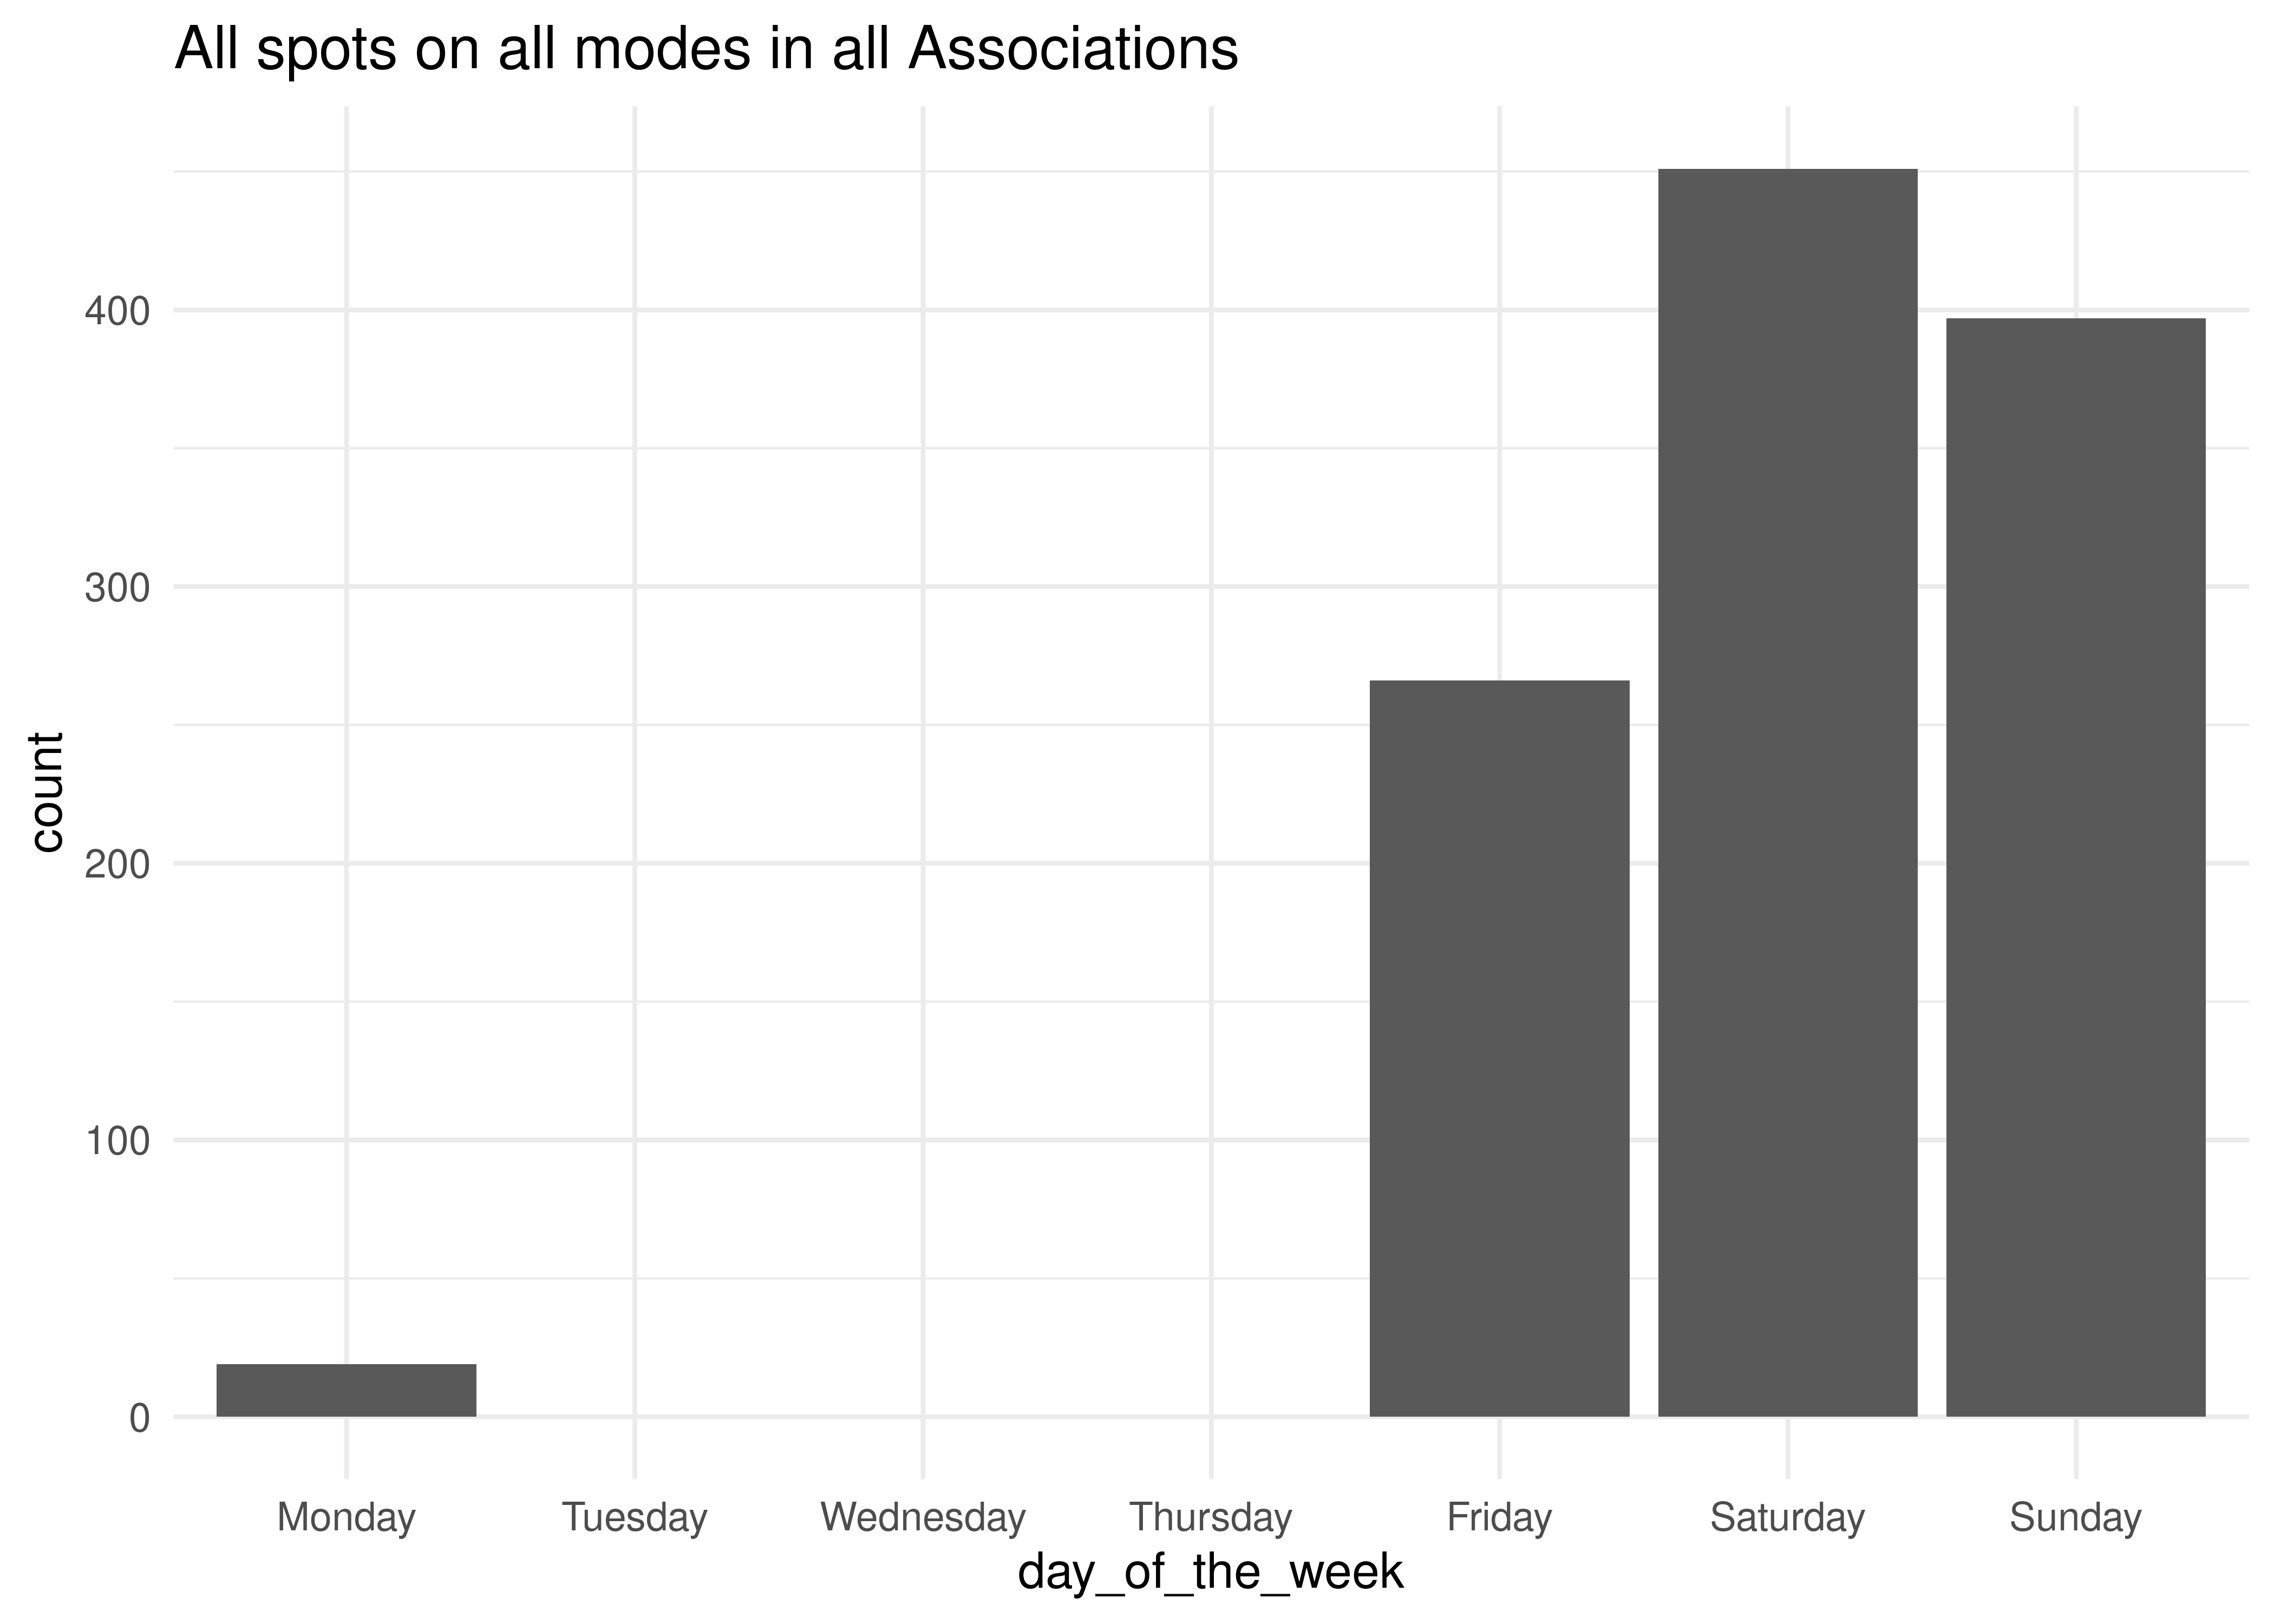 All spots on all modes in all Associations
count
400
300
200
100
0
Monday Tuesday Wednesday Thursday Friday Saturday Sunday
day_of_the_week